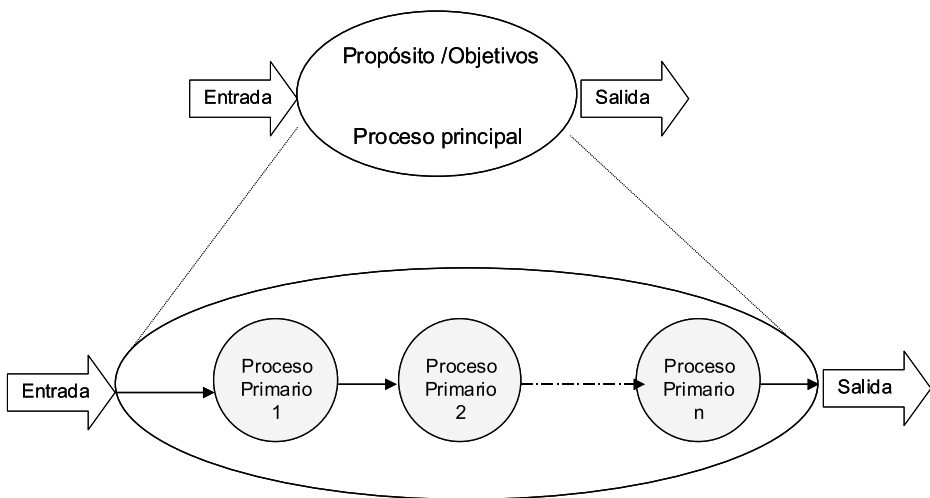 Propósito /Objetivos
Entrada
Salida
Proceso principal
Proceso
Primario
1
Proceso
Primario
2
Proceso
Primario
n
Entrada
Salida